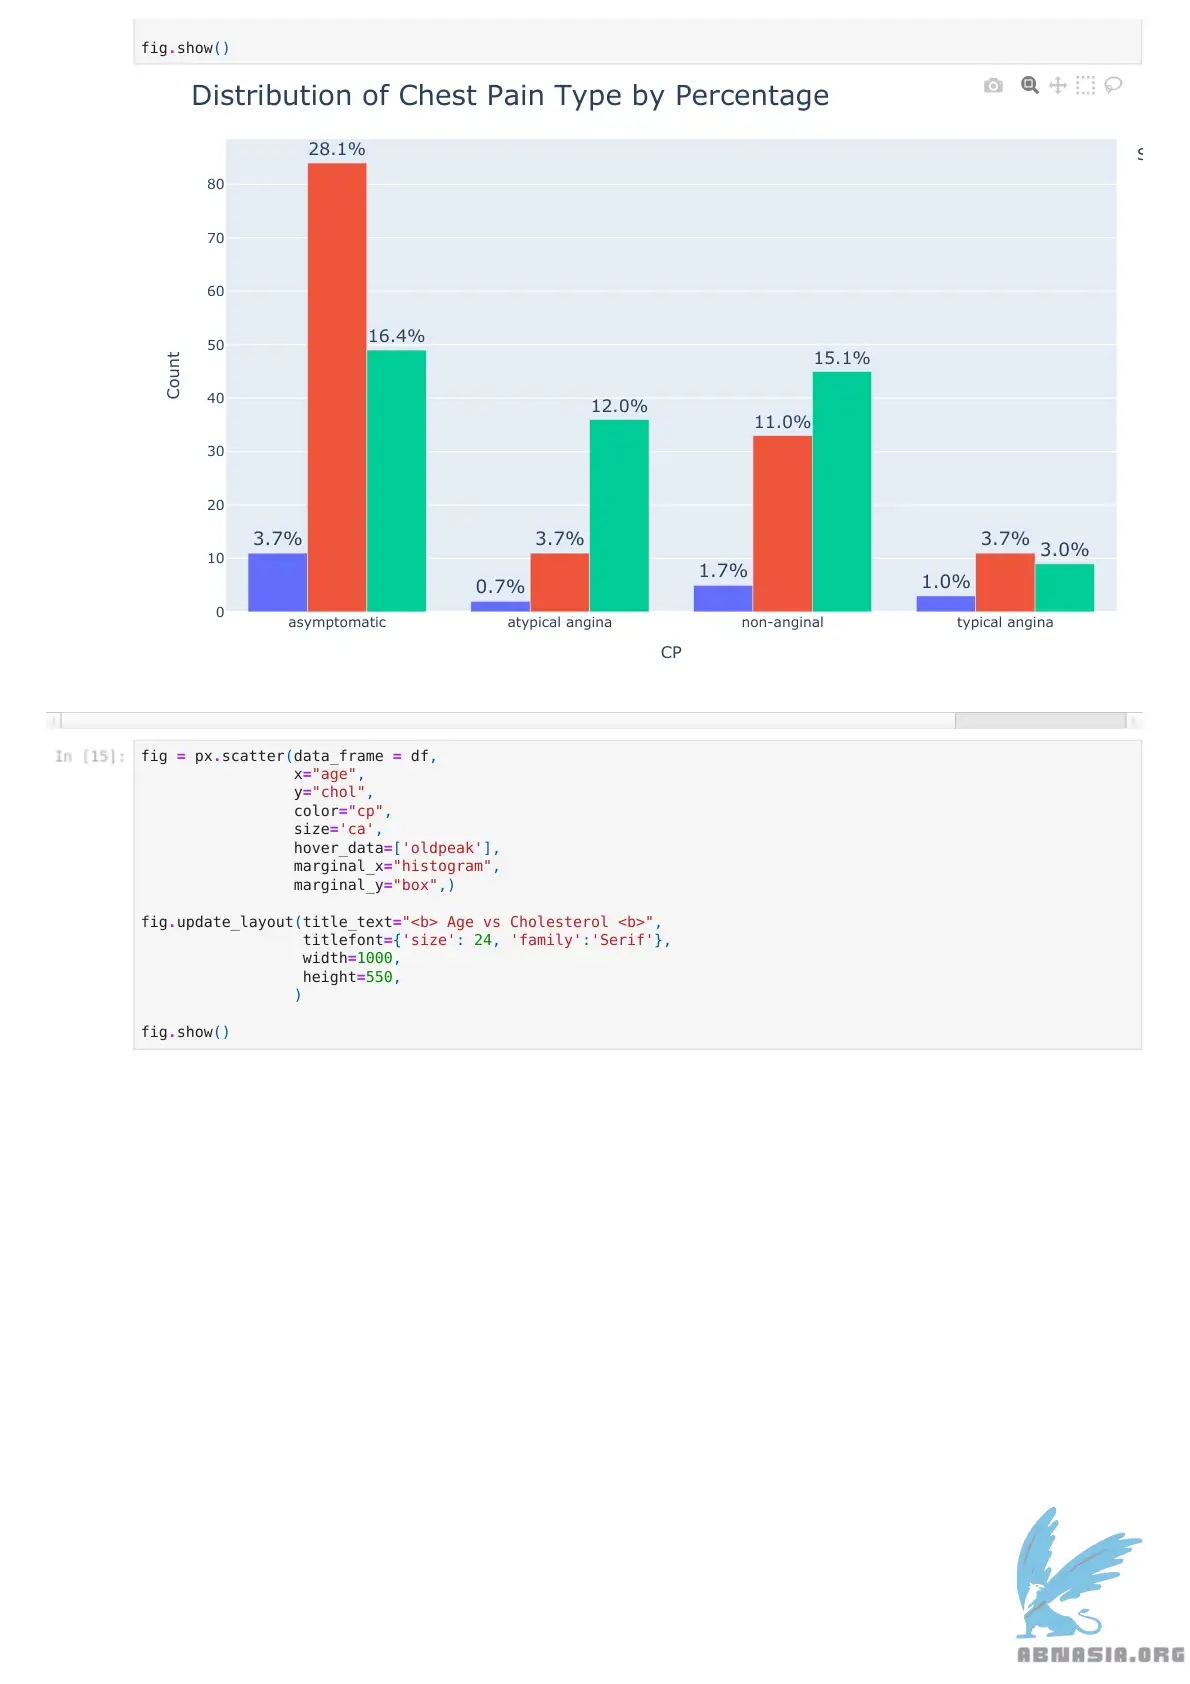 fig.show()
Distribution of Chest Pain Type by Percentage
28.1%
80
70
60
50
40
30
20
10
0
Count
16.4%
15.1%
12.0%
11.0%
3.7%
3.7%
3.7%
3.0%
0.7%
1.7%
1.0%
asymptomatic
atypical angina
non-anginal
typical angina
CP
In [15]:
fig = px.scatter(data_frame = df,
x="age",
y="chol",
color="cp",
size='ca',
hover_data=['oldpeak'],
marginal_x="histogram",
marginal_y="box",)
fig.update_layout(title_text="<b> Age vs Cholesterol <b>",
titlefont={'size': 24, 'family':'Serif'},
width=1000,
height=550,
)
fig.show()
ABNASIA.ORG